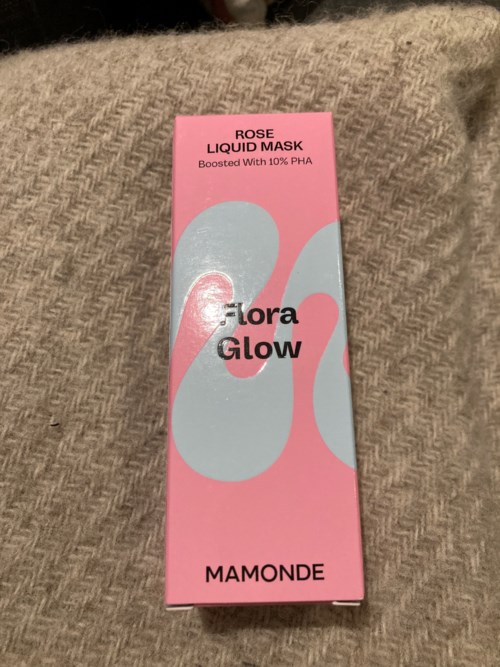 ROSE
LIQUID MASK
Boosted With 10% PHA
Flora
Glow
MAMONDE